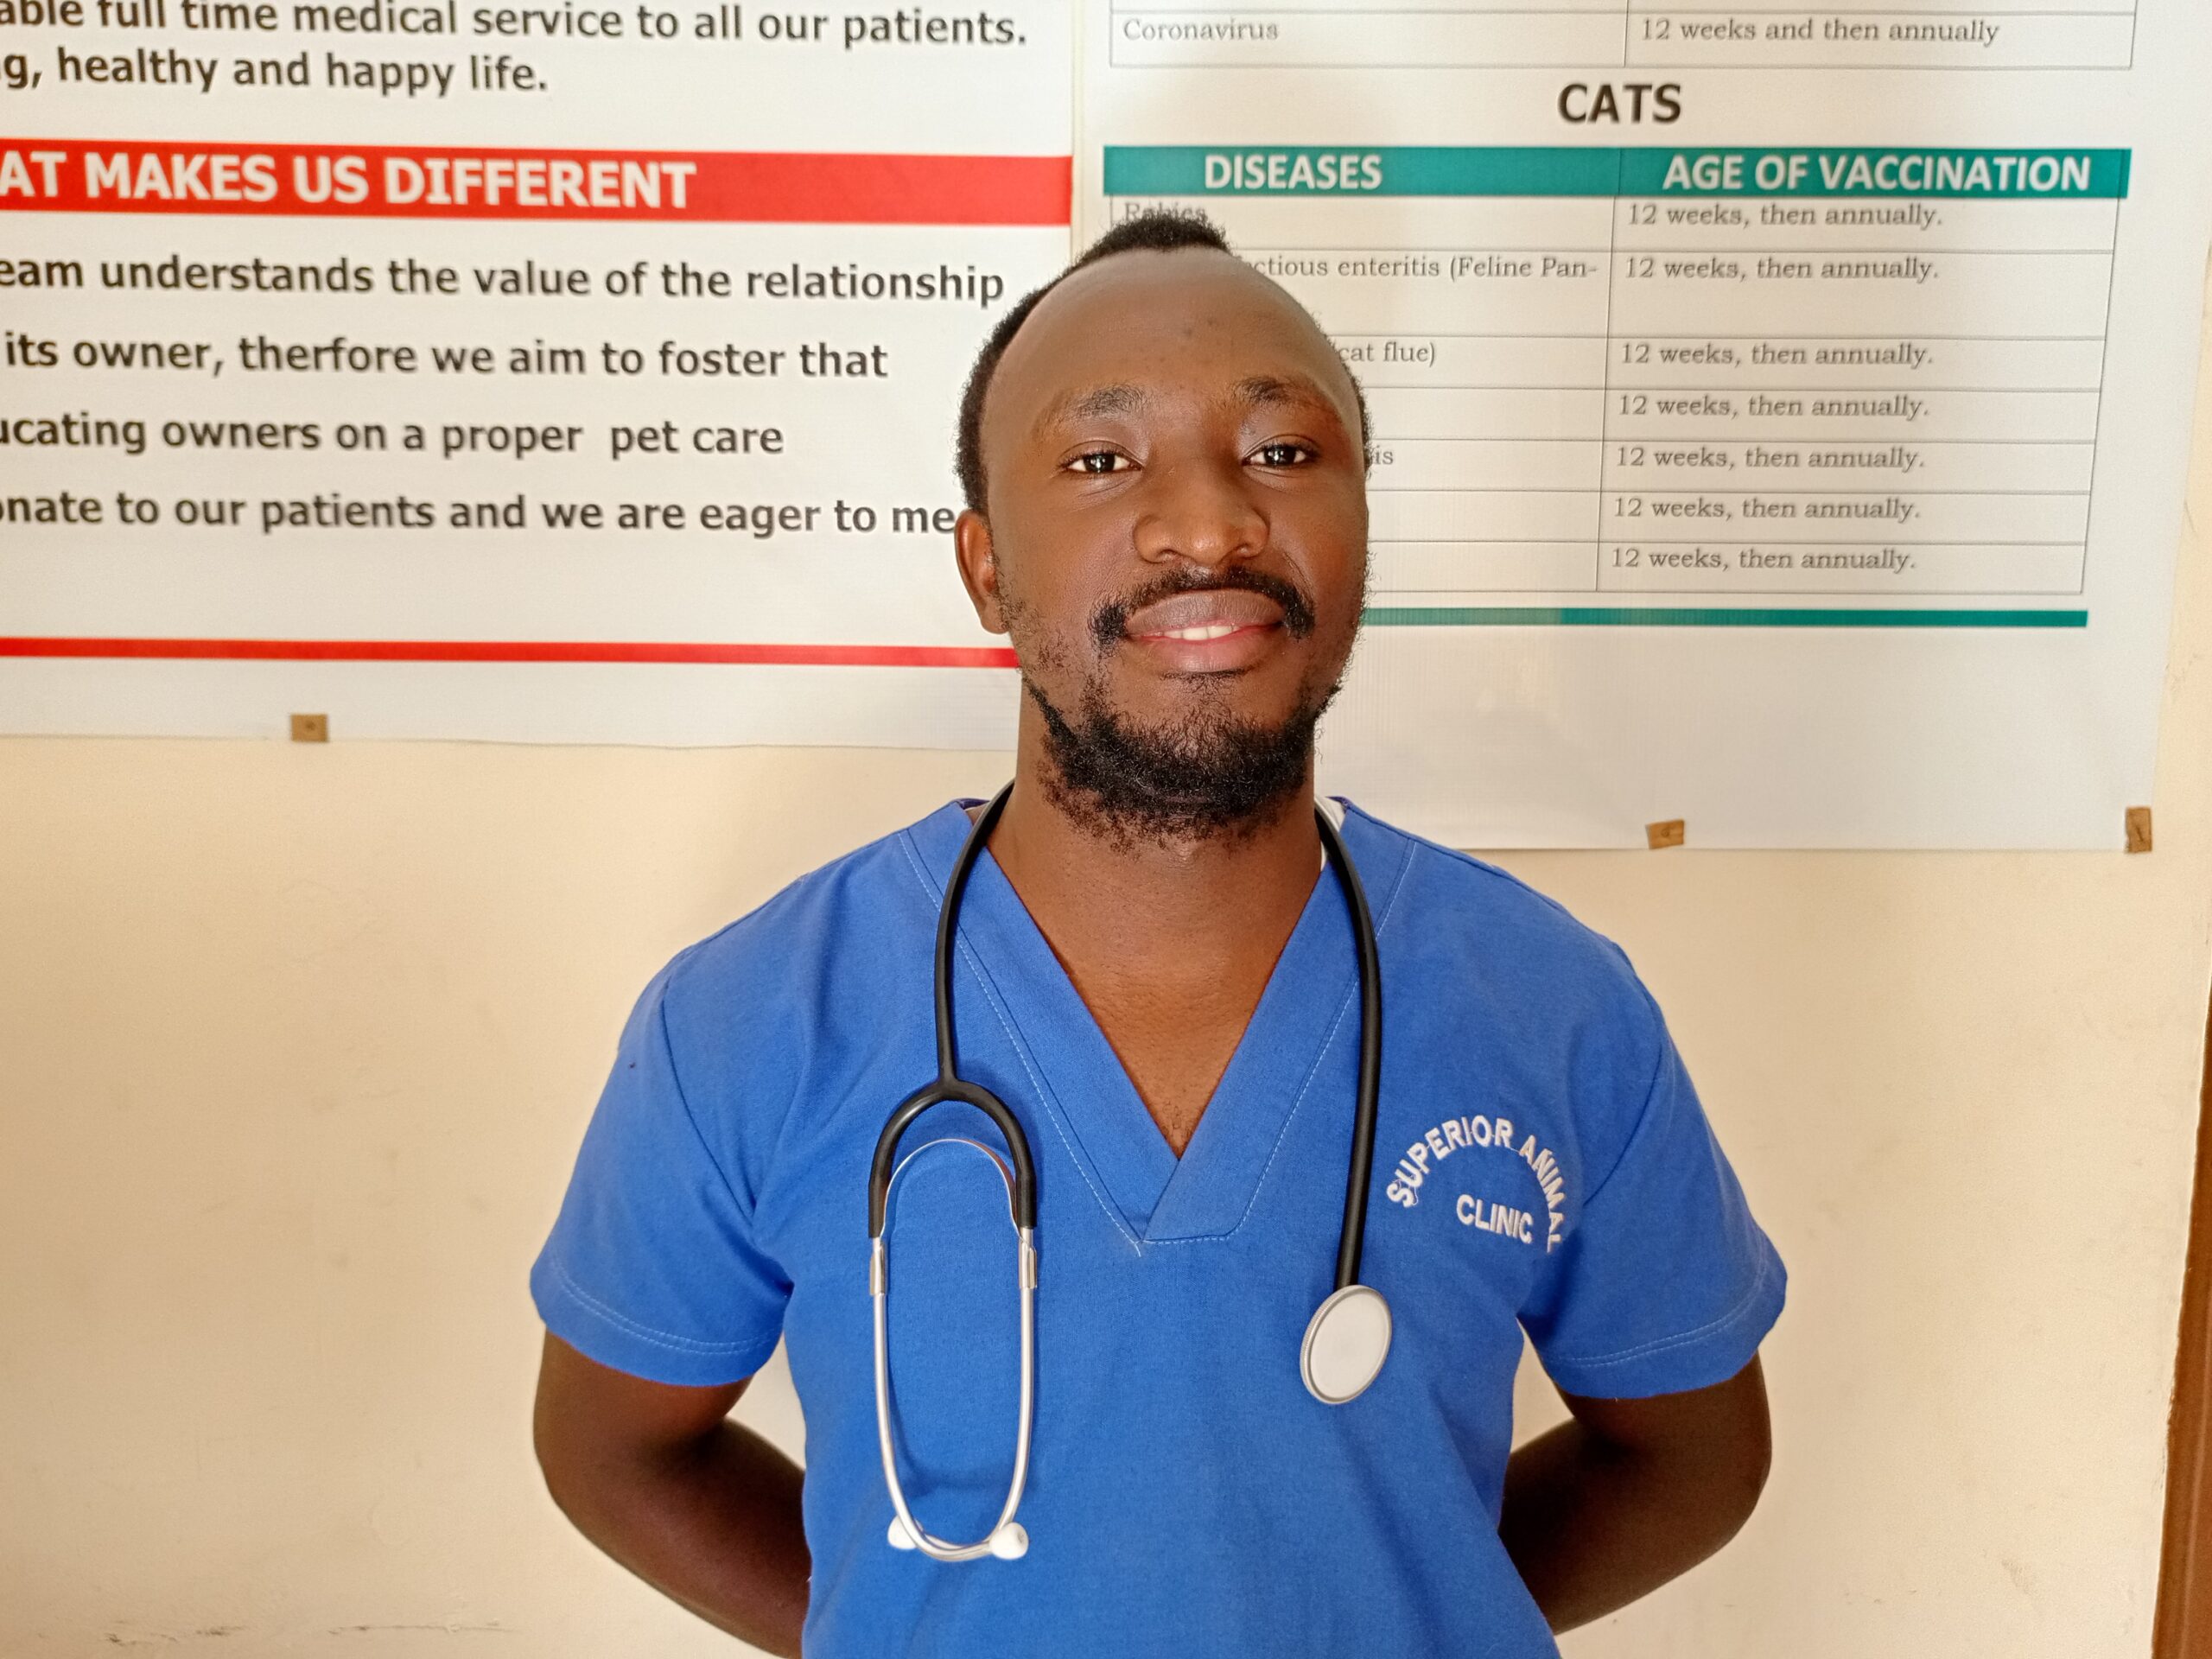 able full time medical service to all our patients.
g, healthy and happy life.
AT MAKES US DIFFERENT
eam understands the value of the relationship
its owner, therfore we aim to foster that
ucating owners on a proper pet care
onate to our patients and we are eager to me
Coronavirus 12 weeks and then annually
CATS
DISEASES AGE OF VACCINATION
Rabies 12 weeks, then annually.
ctious enteritis (Feline Pan- 12 weeks, then annually.
cat flue) 12 weeks, then annually.
12 weeks, then annually.
is 12 weeks, then annually.
12 weeks, then annually.
12 weeks, then annually.
SUPERIOR ANIMAL
CLINIC